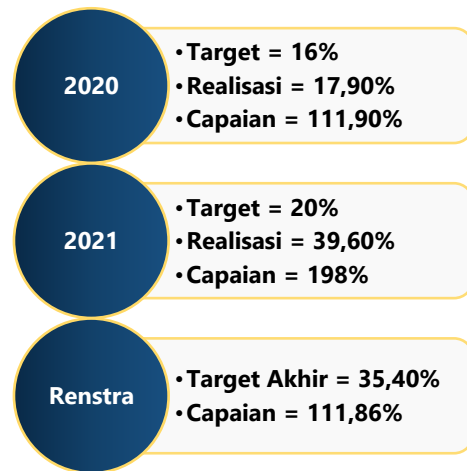 2020
•Target = 16%
•Realisasi = 17,90%
•Capaian = 111,90%
2021
•Target = 20%
•Realisasi = 39,60%
•Capaian = 198%
Renstra
•Target Akhir = 35,40%
•Capaian = 111,86%